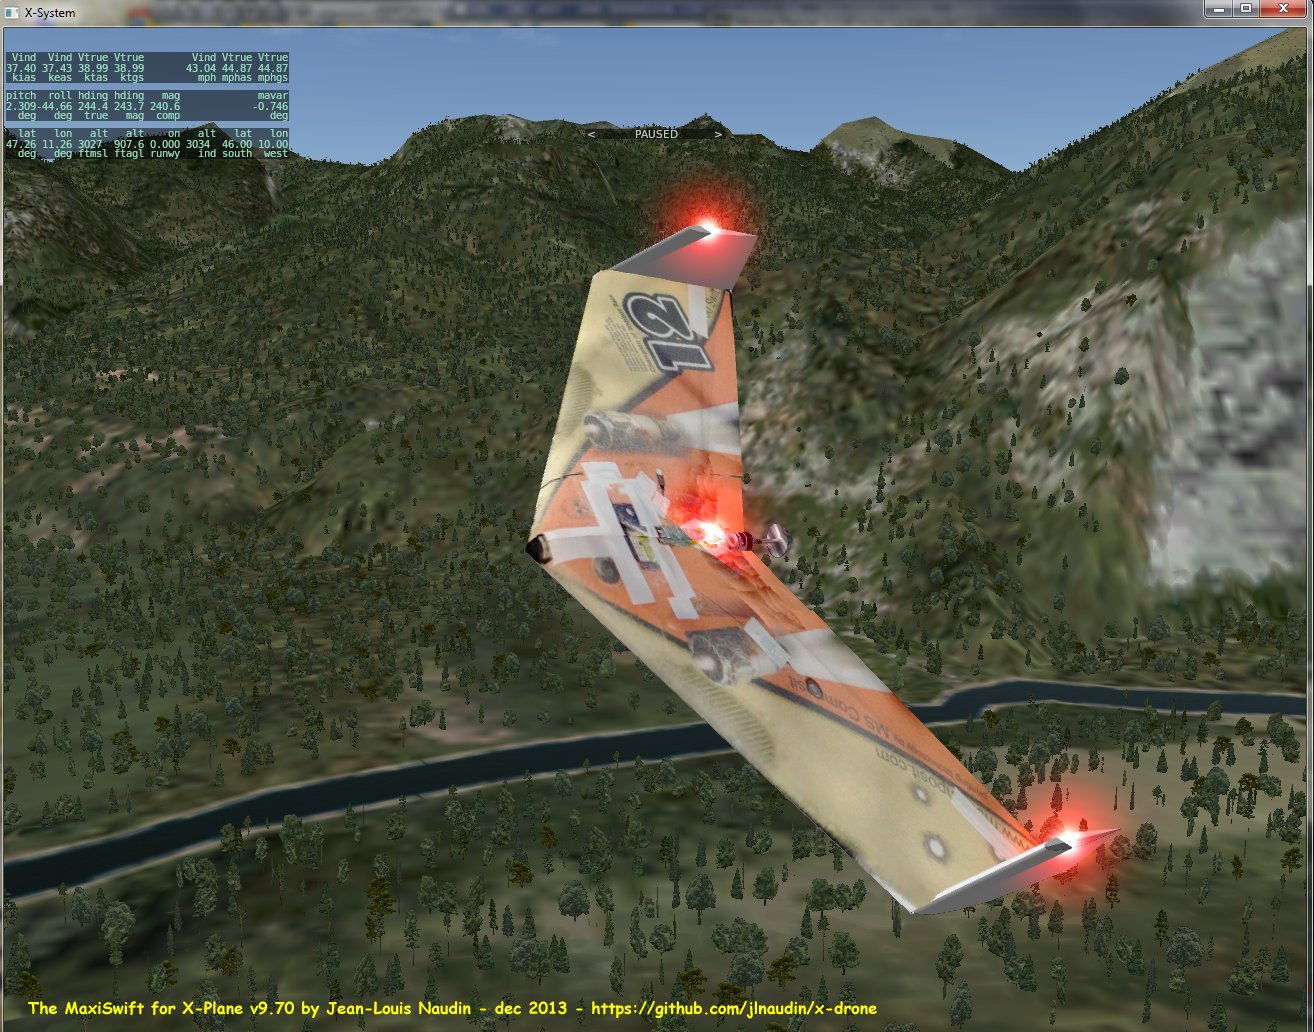 X-System
Vind Vind Vtrue Vtrue Vind Vtrue Vtrue
37.40 37.43 38.99 38.99 43.04 44.87 44.87
kias keas ktas ktgs mph mphas mphgs
pitch roll hding hding mag mavar
2.309-44.66 244.4 243.7 240.6 -0.746
deg deg true mag comp deg
lat lon alt alt on alt lat lon
47.26 11.26 3027 907.6 0.000 3034 46.00 10.00
deg deg ftmsl ftagl runwy ind south west
< PAUSED >
12
by MS Composit
The MaxiSwift for X-Plane v9.70 by Jean-Louis Naudin - dec 2013 - https://github.com/jlnaudin/x-drone